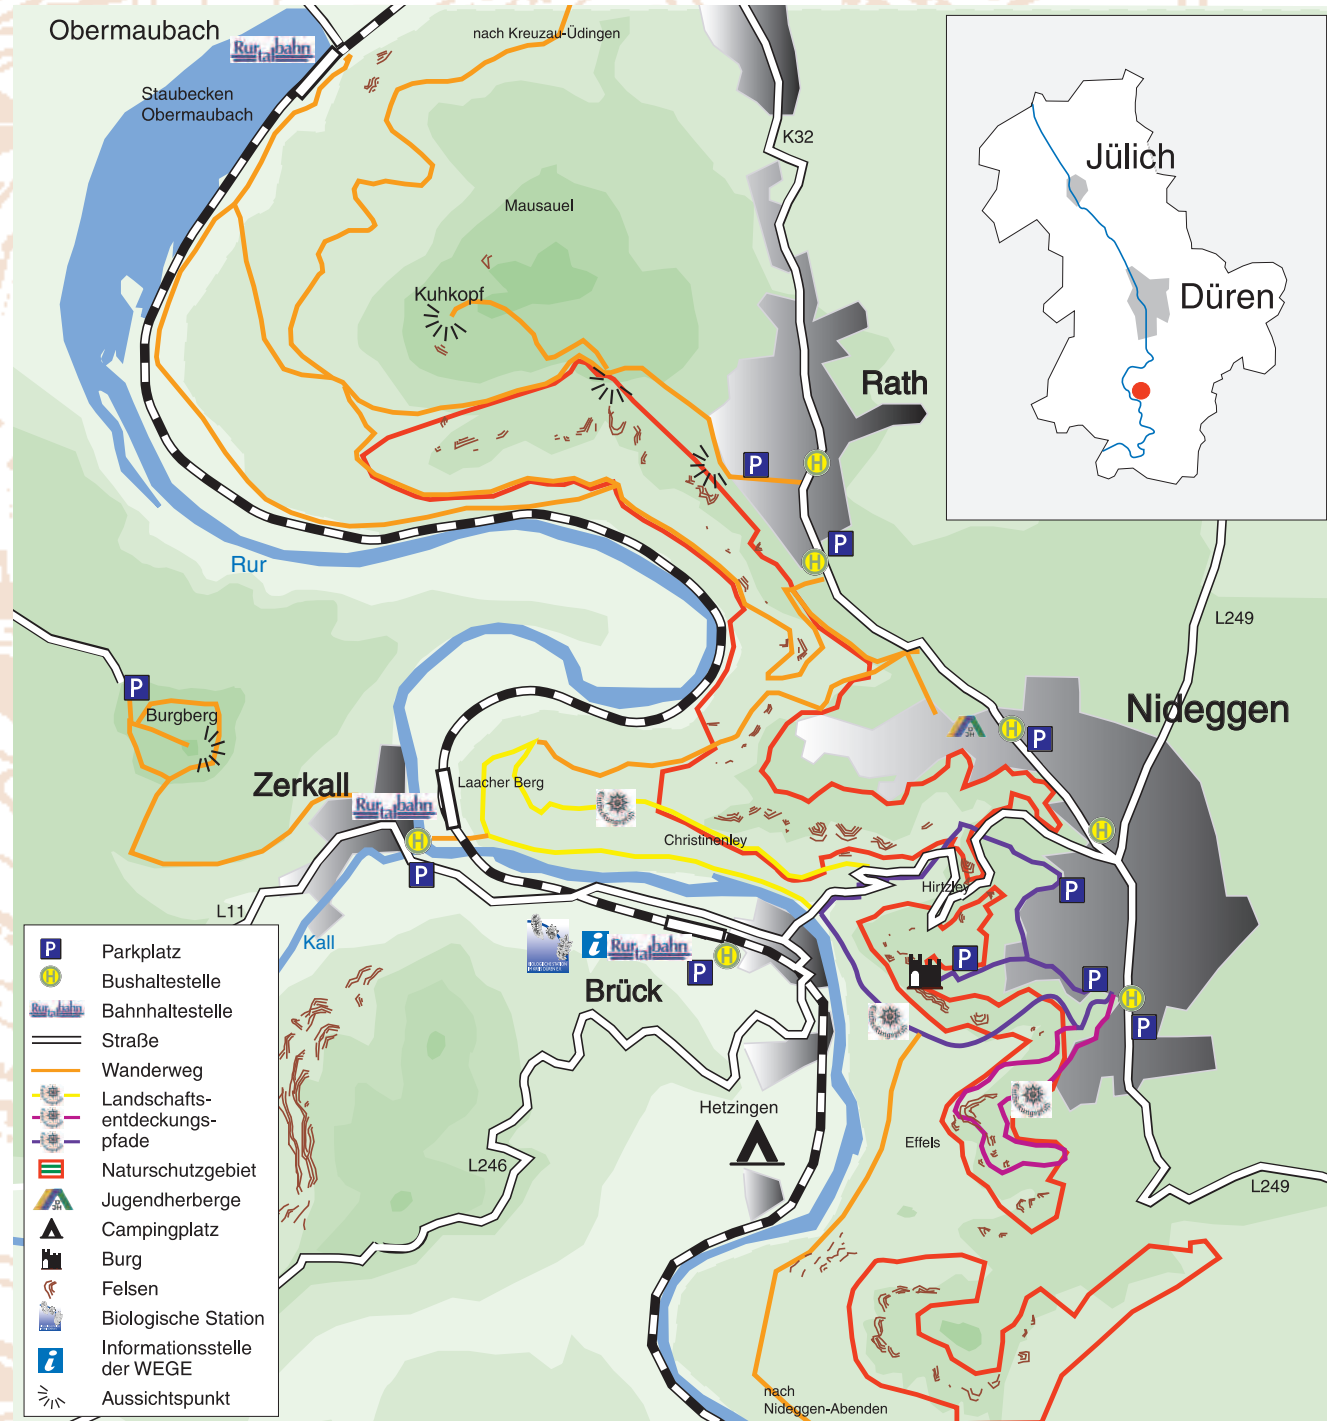 Obermaubach
Rurtalbahn
nach Kreuzau-Üdingen
Staubecken
Obermaubach
K32
Mausauel
Kuhkopf
Jülich
Düren
Rath
P
H
P
H
Rur
L249
P
Burgberg
Nideggen
H
P
Zerkall
Rurtalbahn
Laacher Berg
H
P
Christinenley
H
Hirtzley
P
L11
Kall
i
Rurtalbahn
H
P
Brück
P
P
H
P
Hetzingen
Effels
L246
L249
nach
Nideggen-Abenden
P Parkplatz
H Bushaltestelle
Rurtalbahn Bahnhaltestelle
Straße
Wanderweg
Landschafts-
entdeckungs-
pfade
Naturschutzgebiet
Jugendherberge
Campingplatz
Burg
Felsen
Biologische Station
i Informationsstelle
der WEGE
Aussichtspunkt